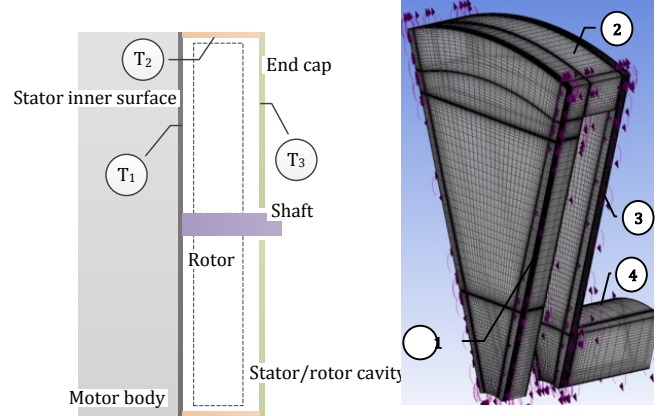 T2
End cap
Stator inner surface
T1
T3
Shaft
Rotor
Stator/rotor cavity
Motor body
2
3
4
1